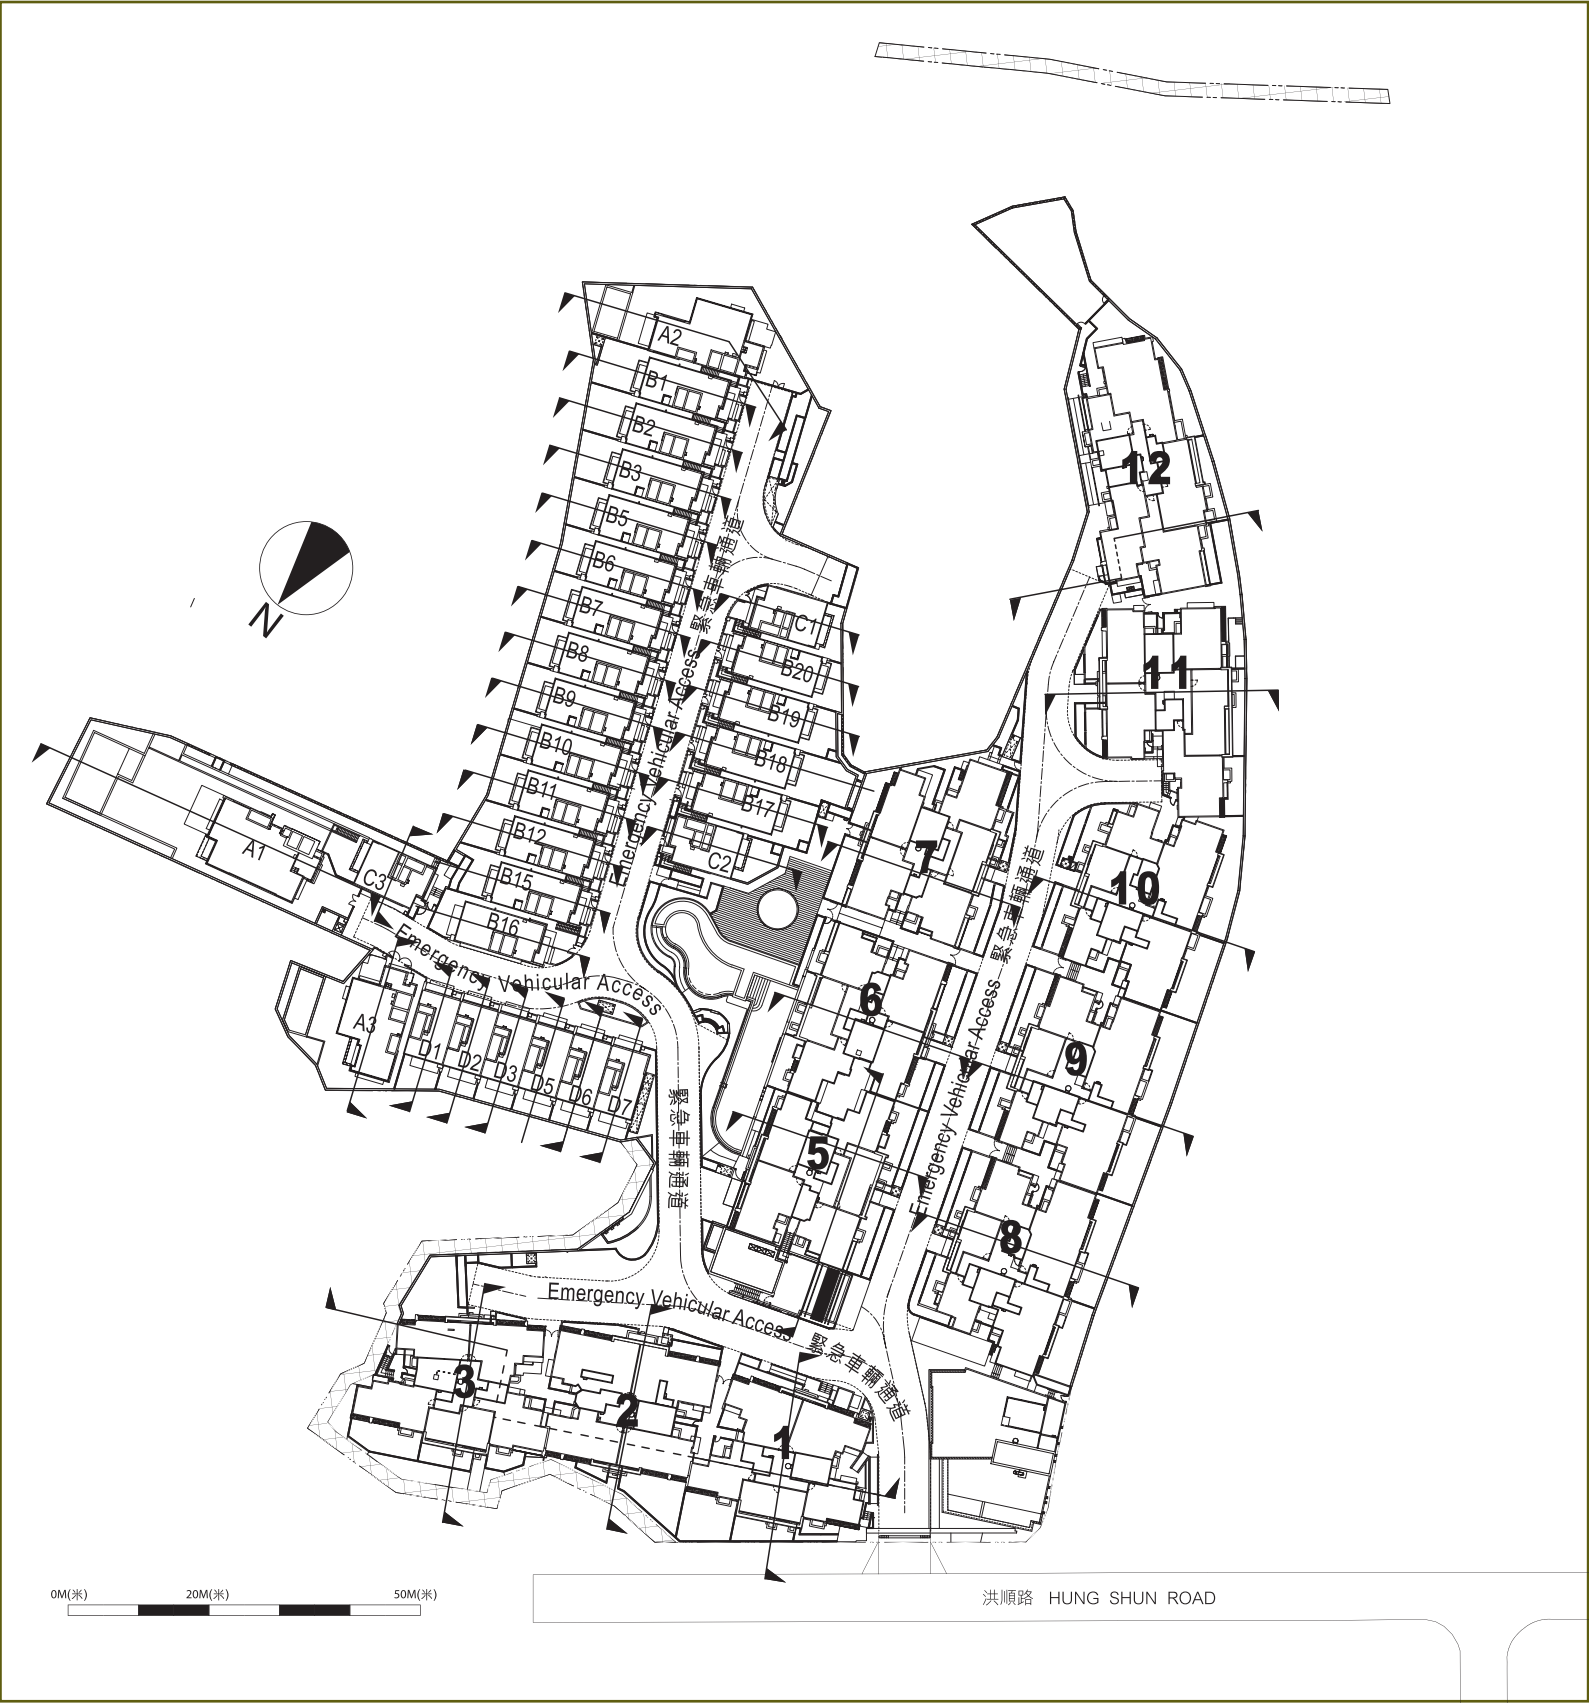 A2
B1
B2
B3
B5
B6
B7
B8
B9
B10
B11
B12
B15
B16
C1
B20
B19
B18
B17
C2
A1
C3
A3
D1
D2
D3
D5
D6
D7
12
11
10
9
8
7
6
5
3
2
1
N
Emergency Vehicular Access 緊急車輛通道
Emergency Vehicular Access 緊急車輛通道
Emergency Vehicular Access
緊急車輛通道
Emergency Vehicular Access
Emergency Vehicular Access 緊急車輛通道
0M(米) 20M(米) 50M(米)
洪順路 HUNG SHUN ROAD